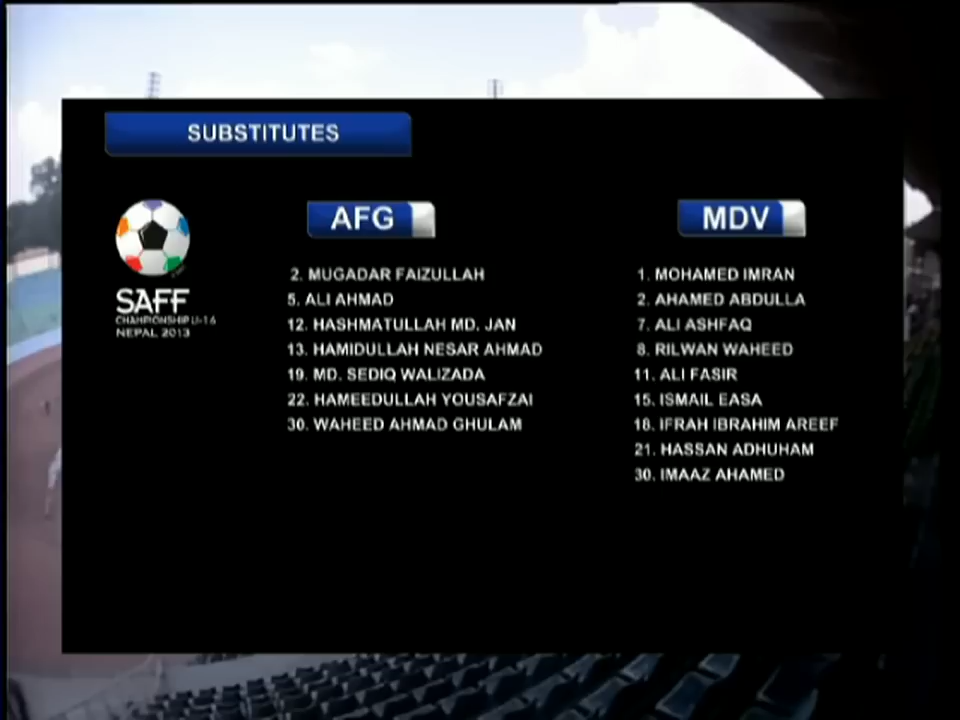 SUBSTITUTES
SAFF
CHAMPIONSHIP U-16
NEPAL 2013
AFG
2. MUGADAR FAIZULLAH
5. ALI AHMAD
12. HASHMATULLAH MD. JAN
13. HAMIDULLAH NESAR AHMAD
19. MD. SEDIQ WALIZADA
22. HAMEEDULLAH YOUSAFZAI
30. WAHEED AHMAD GHULAM
MDV
1. MOHAMED IMRAN
2. AHAMED ABDULLA
7. ALI ASHFAQ
8. RILWAN WAHEED
11. ALI FASIR
15. ISMAIL EASA
18. IFRAH IBRAHIM AREEF
21. HASSAN ADHUHAM
30. IMAAZ AHAMED